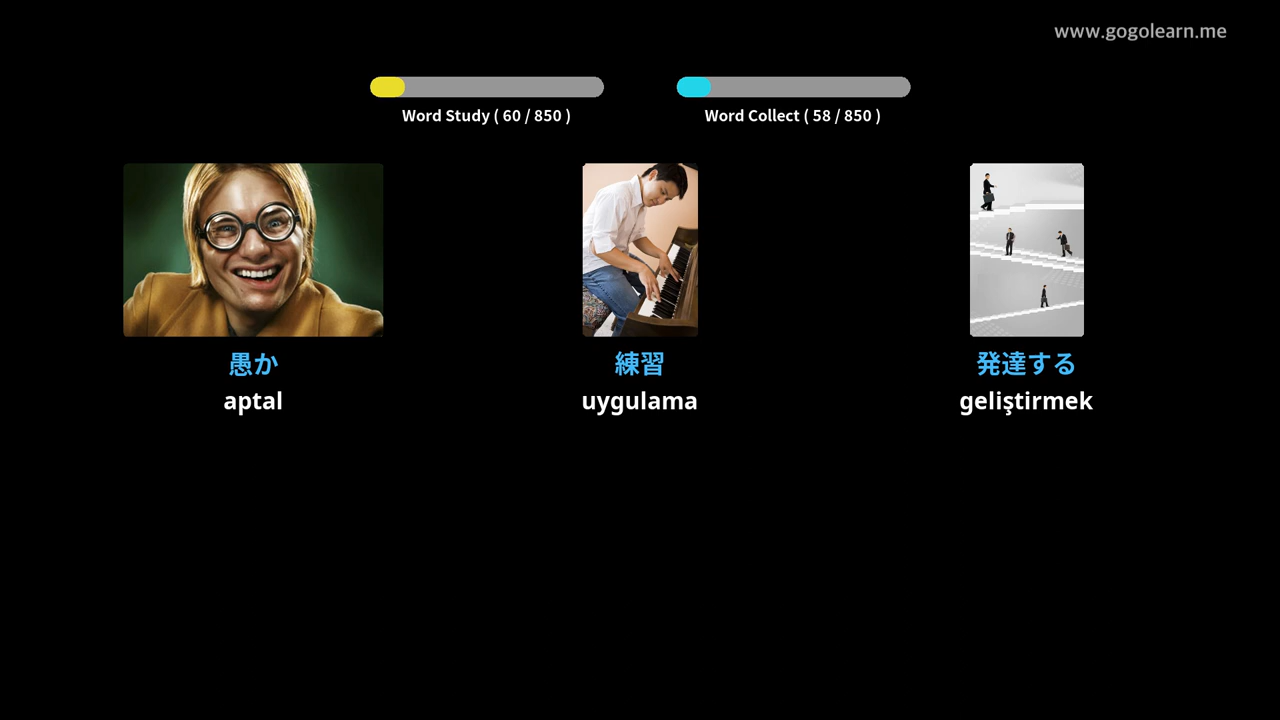 www.gogolearn.me
Word Study ( 60 / 850 )
Word Collect ( 58 / 850 )
愚か
aptal
練習
uygulama
発達する
geliştirmek